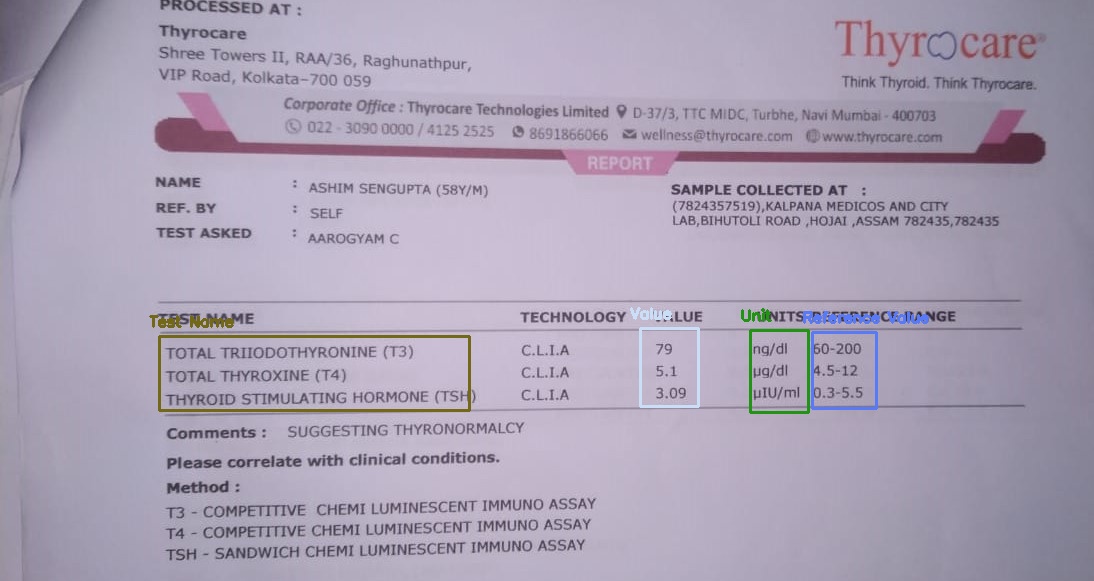 PROCESSED AT :
Thyrocare
Shree Towers II, RAA/36, Raghunathpur,
VIP Road, Kolkata-700 059
Thyrocare®
Think Thyroid. Think Thyrocare.
Corporate Office : Thyrocare Technologies Limited D-37/3, TTC MIDC, Turbhe, Navi Mumbai - 400703
022 - 3090 0000 / 4125 2525 8691866066 wellness@thyrocare.com www.thyrocare.com
REPORT
NAME : ASHIM SENGUPTA (58Y/M)
REF. BY : SELF
TEST ASKED : AAROGYAM C
SAMPLE COLLECTED AT :
(7824357519),KALPANA MEDICOS AND CITY
LAB,BIHUTOLI ROAD ,HOJAI ,ASSAM 782435,782435
TEST NAME TECHNOLOGY VALUE UNITS REFERENCE RANGE
Test Name Value Unit Reference Value
TOTAL TRIIODOTHYRONINE (T3) C.L.I.A 79 ng/dl 60-200
TOTAL THYROXINE (T4) C.L.I.A 5.1 µg/dl 4.5-12
THYROID STIMULATING HORMONE (TSH) C.L.I.A 3.09 µIU/ml 0.3-5.5
Comments : SUGGESTING THYRONORMALCY
Please correlate with clinical conditions.
Method :
T3 - COMPETITIVE CHEMI LUMINESCENT IMMUNO ASSAY
T4 - COMPETITIVE CHEMI LUMINESCENT IMMUNO ASSAY
TSH - SANDWICH CHEMI LUMINESCENT IMMUNO ASSAY